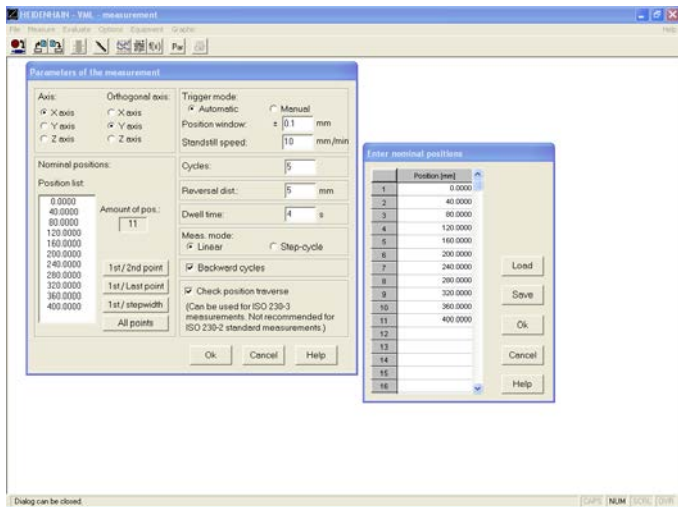 HEIDENHAIN - VML - measurement
File Measure Evaluate Options Equipment Graphic Help
f(x) Par
Parameters of the measurement
Axis:
X axis
Y axis
Z axis
Orthogonal axis:
X axis
Y axis
Z axis
Trigger mode:
Automatic Manual
Position window: ± 0.1 mm
Standstill speed: 10 mm/min
Nominal positions:
Position list:
0.0000
40.0000
80.0000
120.0000
160.0000
200.0000
240.0000
280.0000
320.0000
360.0000
400.0000
Amount of pos.:
11
1st/2nd point
1st/Last point
1st/stepwidth
All points
Cycles: 5
Reversal dist.: 5 mm
Dwell time: 4 s
Meas. mode:
Linear Step-cycle
Backward cycles
Check position traverse
(Can be used for ISO 230-3
measurements. Not recommended for
ISO 230-2 standard measurements.)
Ok Cancel Help
Enter nominal positions
Position [mm]
1 0.0000
2 40.0000
3 80.0000
4 120.0000
5 160.0000
6 200.0000
7 240.0000
8 280.0000
9 320.0000
10 360.0000
11 400.0000
12
13
14
15
16
Load
Save
Ok
Cancel
Help
Dialog can be closed.
CAPS NUM SCRL OVR